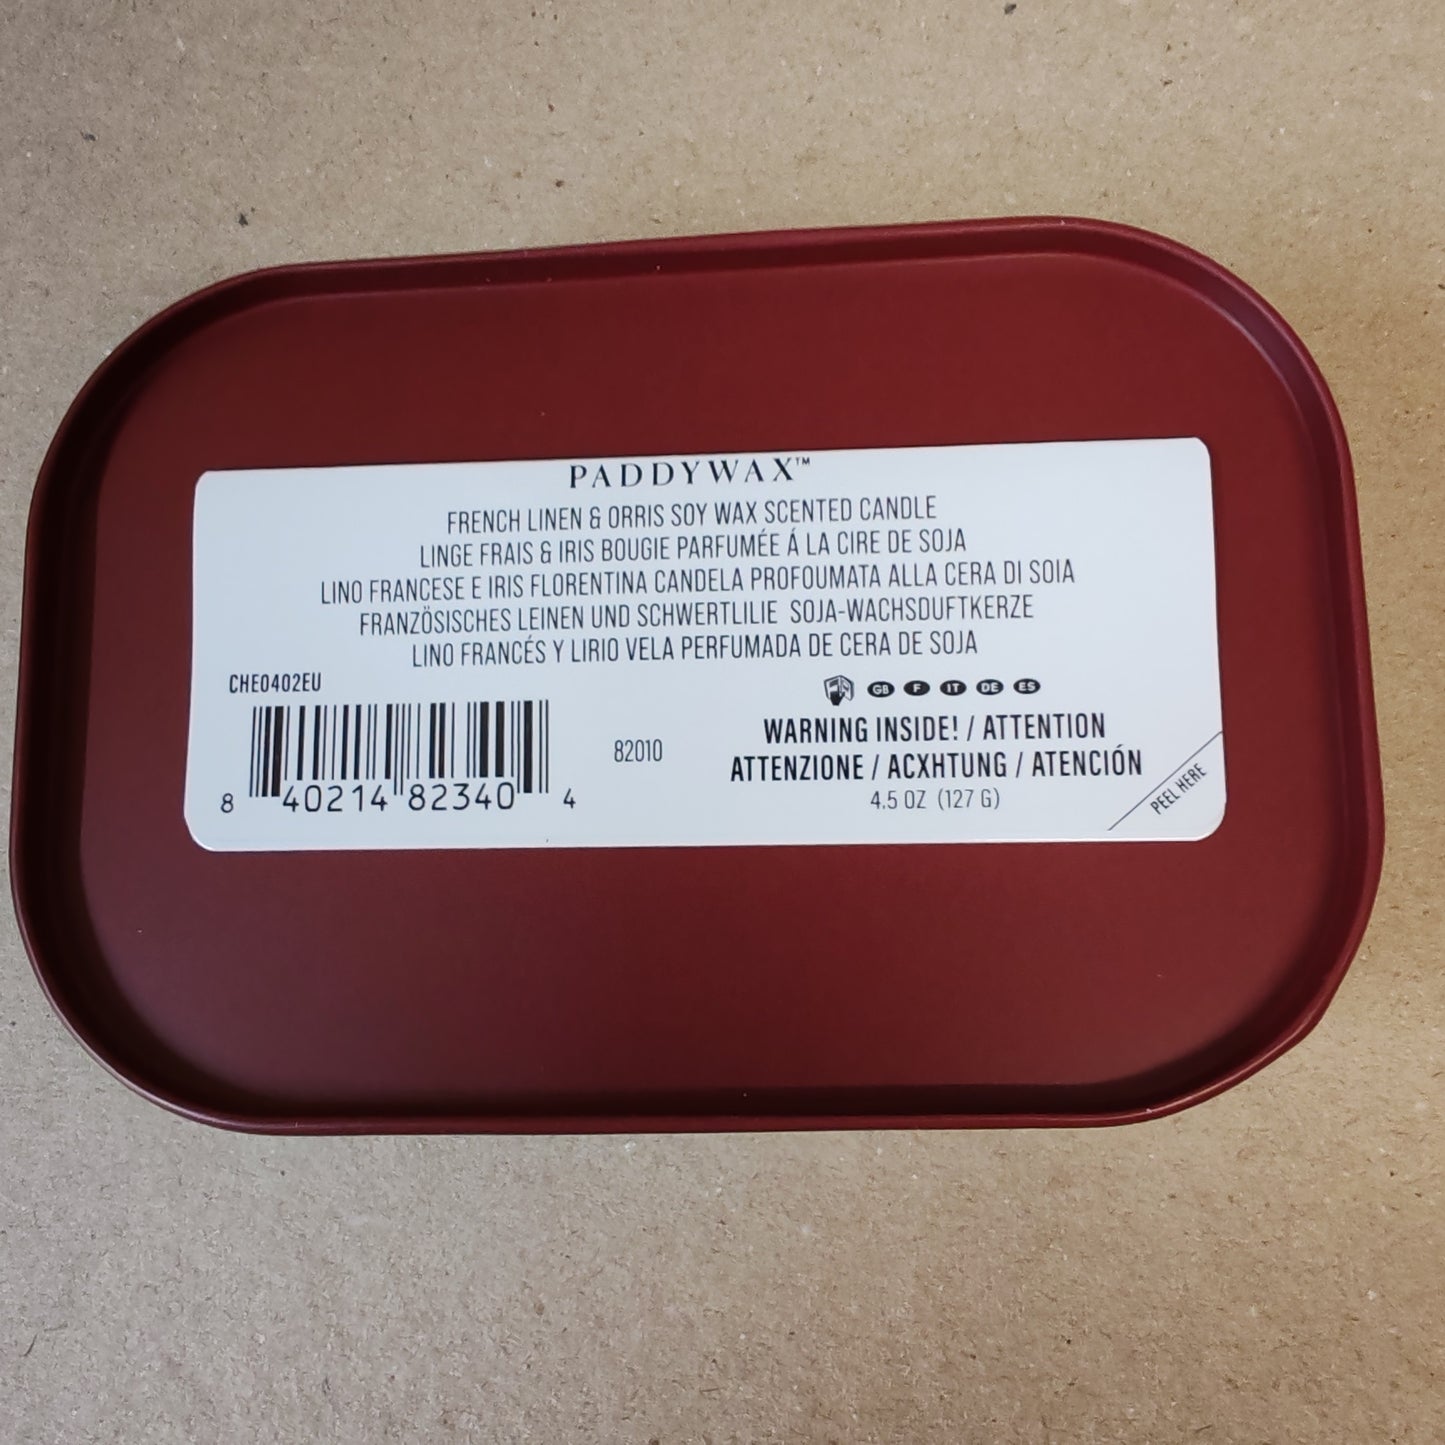 PADDYWAX™
FRENCH LINEN & ORRIS SOY WAX SCENTED CANDLE
LINGE FRAIS & IRIS BOUGIE PARFUMÉE Á LA CIRE DE SOJA
LINO FRANCESE E IRIS FLORENTINA CANDELA PROFOUMATA ALLA CERA DI SOIA
FRANZÖSISCHES LEINEN UND SCHWERTLILIE SOJA-WACHSDUFTKERZE
LINO FRANCÉS Y LIRIO VELA PERFUMADA DE CERA DE SOJA
CHE0402EU
8 40214 82340 4
82010
GB F IT DE ES
WARNING INSIDE! / ATTENTION
ATTENZIONE / ACXHTUNG / ATENCIÓN
4.5 OZ (127 G)
PEEL HERE